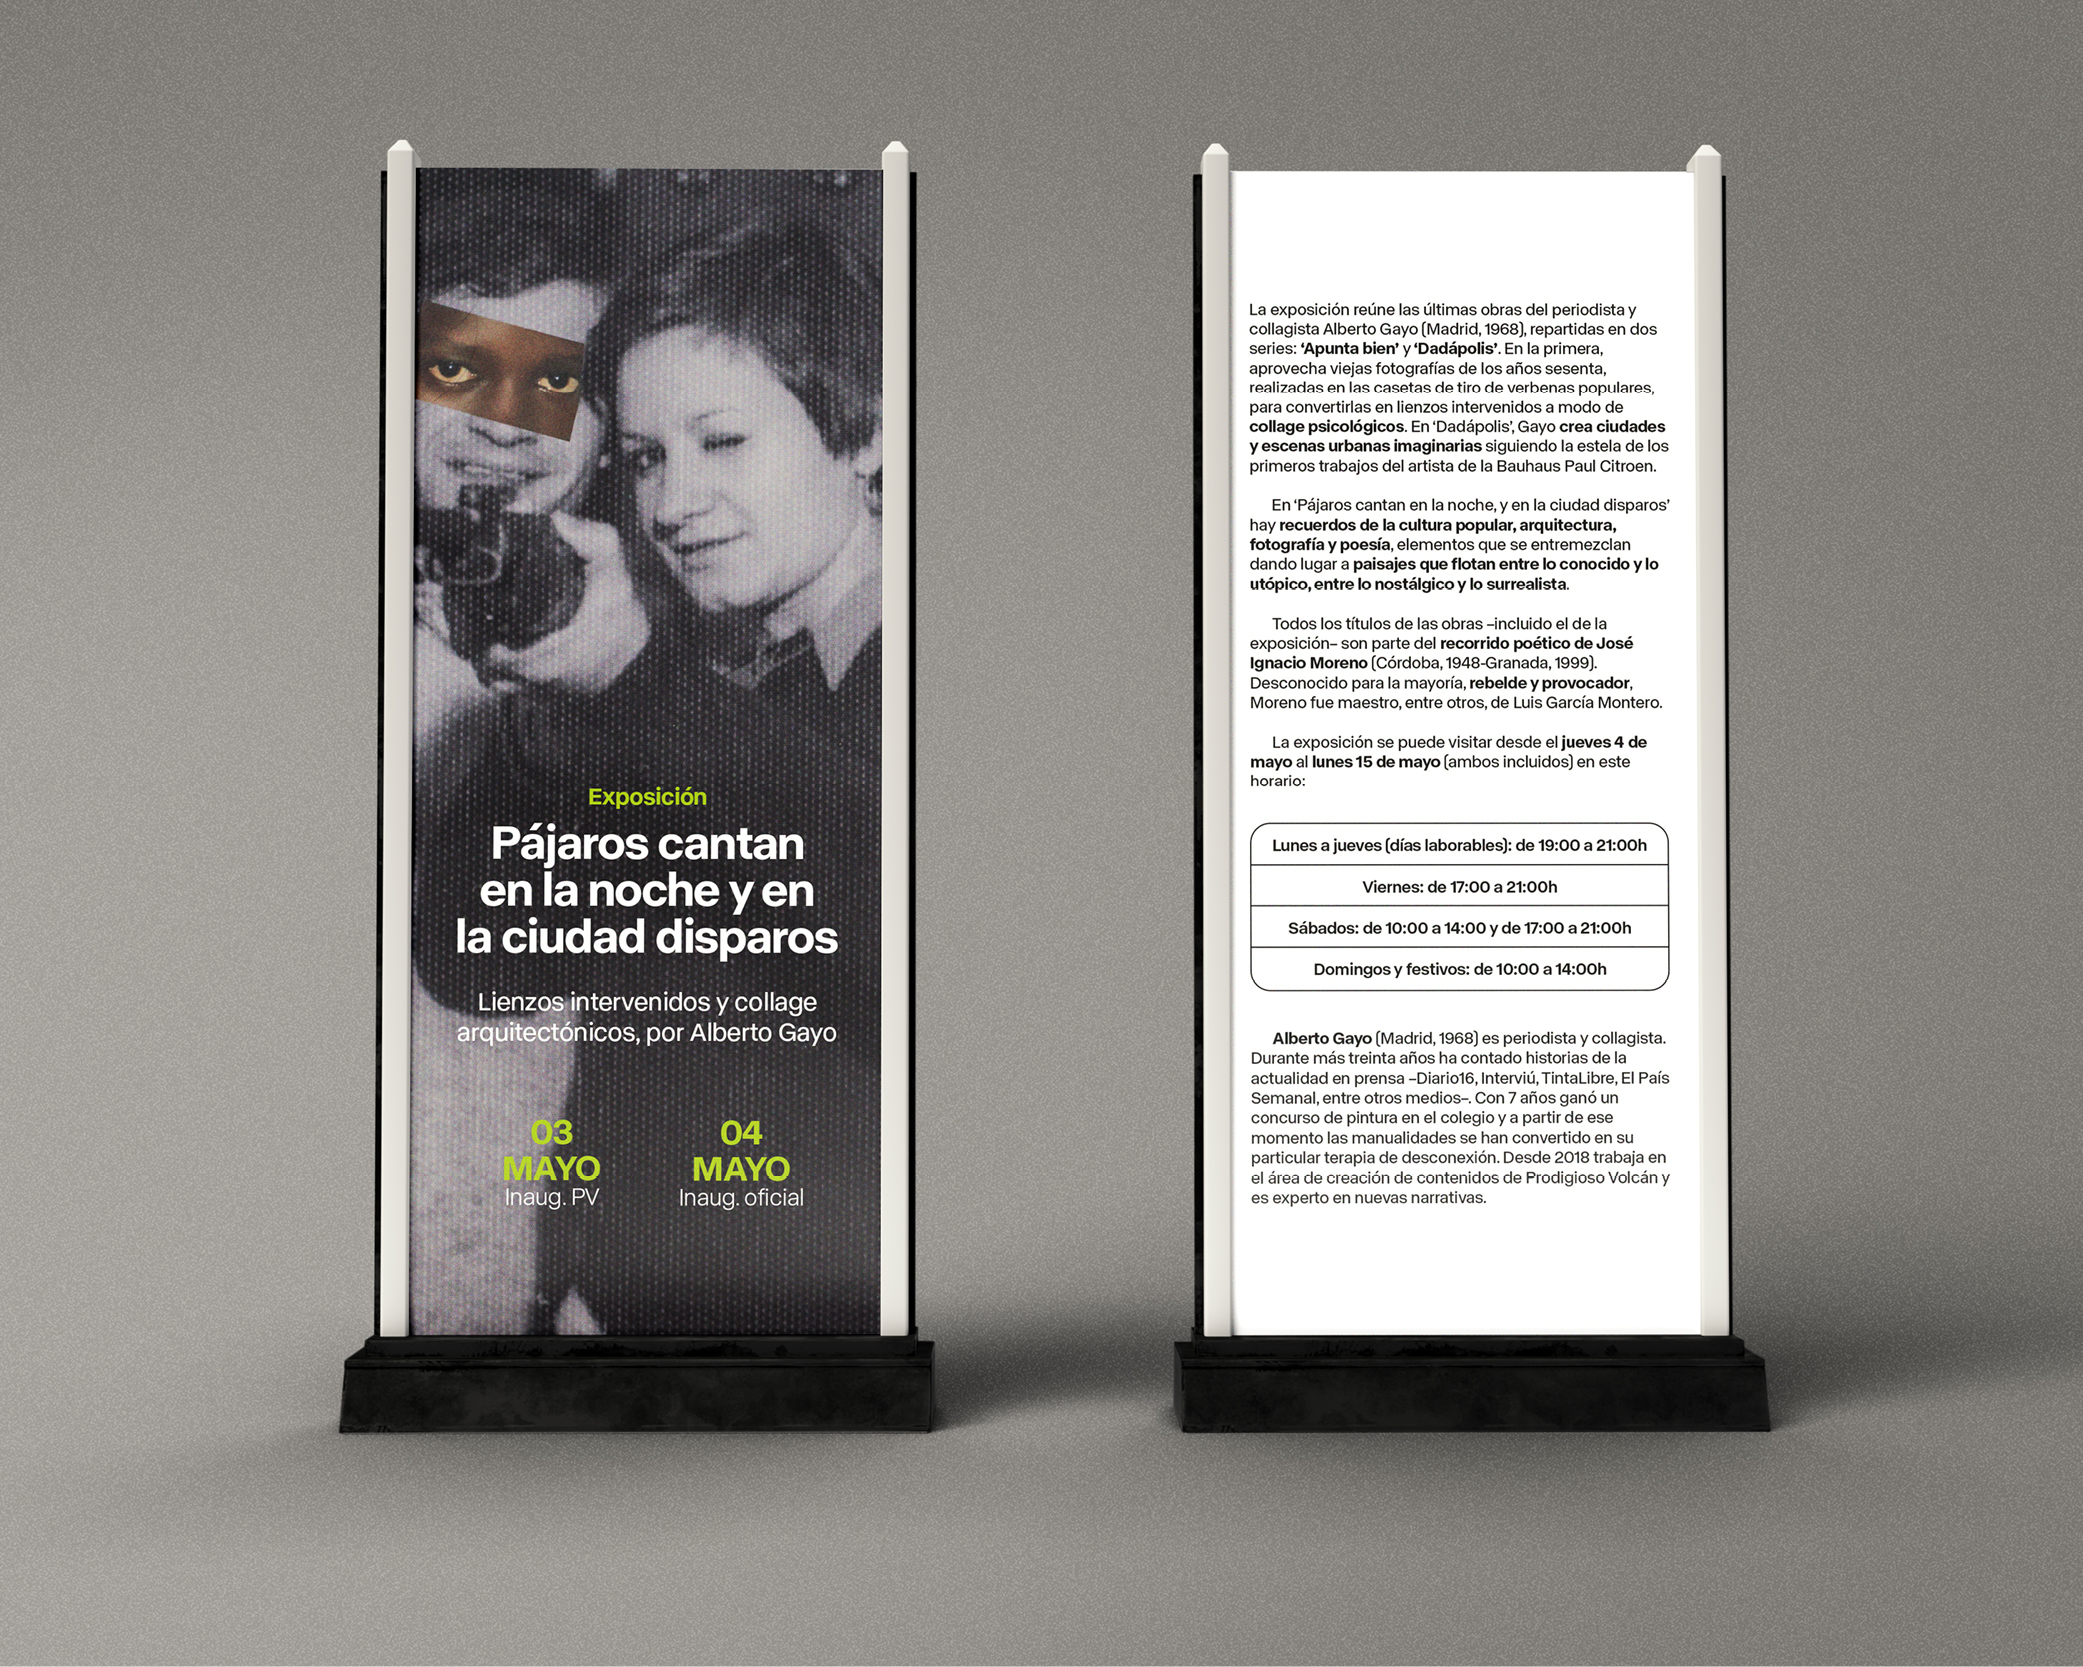 Exposición
Pájaros cantan
en la noche y en
la ciudad disparos
Lienzos intervenidos y collage
arquitectónicos, por Alberto Gayo
03
MAYO
Inaug. PV
04
MAYO
Inaug. oficial
La exposición reúne las últimas obras del periodista y
collagista Alberto Gayo (Madrid, 1968), repartidas en dos
series: ‘Apunta bien’ y ‘Dadápolis’. En la primera,
aprovecha viejas fotografías de los años sesenta,
realizadas en las casetas de tiro de verbenas populares,
para convertirlas en lienzos intervenidos a modo de
collage psicológicos. En ‘Dadápolis’, Gayo crea ciudades
y escenas urbanas imaginarias siguiendo la estela de los
primeros trabajos del artista de la Bauhaus Paul Citroen.
En ‘Pájaros cantan en la noche, y en la ciudad disparos’
hay recuerdos de la cultura popular, arquitectura,
fotografía y poesía, elementos que se entremezclan
dando lugar a paisajes que flotan entre lo conocido y lo
utópico, entre lo nostálgico y lo surrealista.
Todos los títulos de las obras –incluido el de la
exposición– son parte del recorrido poético de José
Ignacio Moreno (Córdoba, 1948-Granada, 1999).
Desconocido para la mayoría, rebelde y provocador,
Moreno fue maestro, entre otros, de Luis García Montero.
La exposición se puede visitar desde el jueves 4 de
mayo al lunes 15 de mayo (ambos incluidos) en este
horario:
Lunes a jueves (días laborables): de 19:00 a 21:00h
Viernes: de 17:00 a 21:00h
Sábados: de 10:00 a 14:00 y de 17:00 a 21:00h
Domingos y festivos: de 10:00 a 14:00h
Alberto Gayo (Madrid, 1968) es periodista y collagista.
Durante más treinta años ha contado historias de la
actualidad en prensa –Diario16, Interviú, TintaLibre, El País
Semanal, entre otros medios–. Con 7 años ganó un
concurso de pintura en el colegio y a partir de ese
momento las manualidades se han convertido en su
particular terapia de desconexión. Desde 2018 trabaja en
el área de creación de contenidos de Prodigioso Volcán y
es experto en nuevas narrativas.